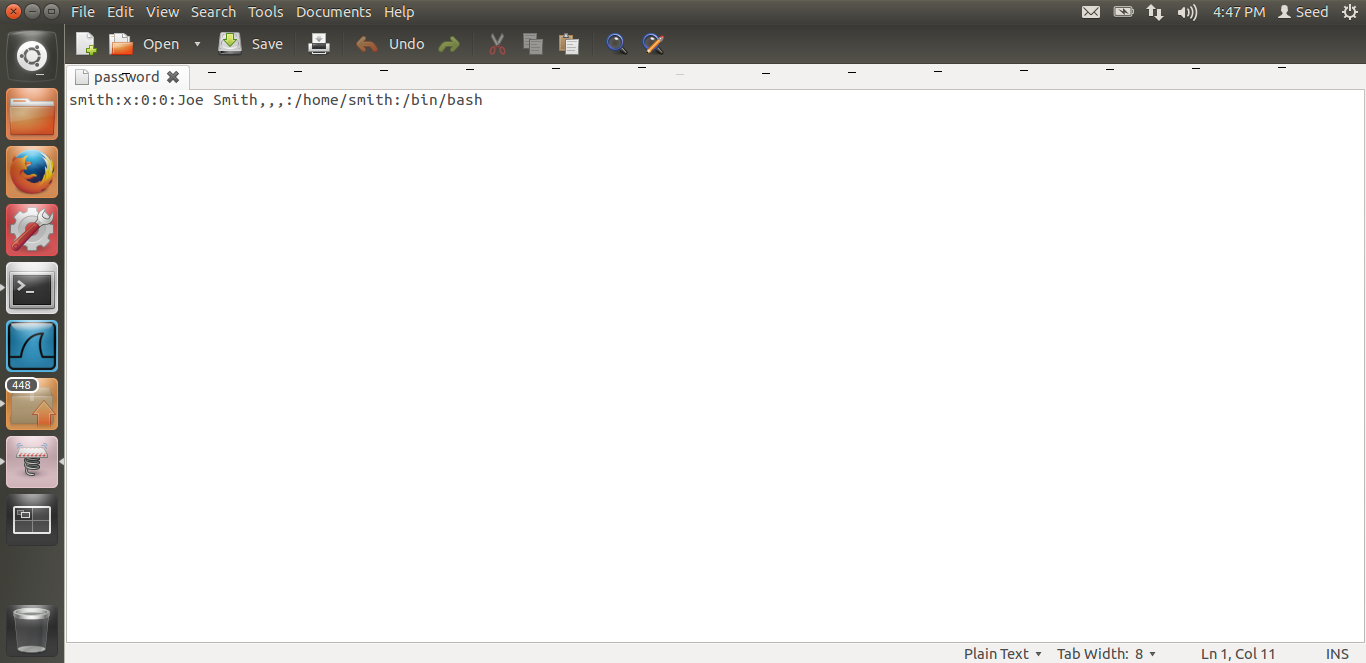 File Edit View Search Tools Documents Help 4:47 PM Seed
Open Save Undo
password
smith:x:0:0:Joe Smith,,,:/home/smith:/bin/bash
448
Plain Text Tab Width: 8 Ln 1, Col 11 INS